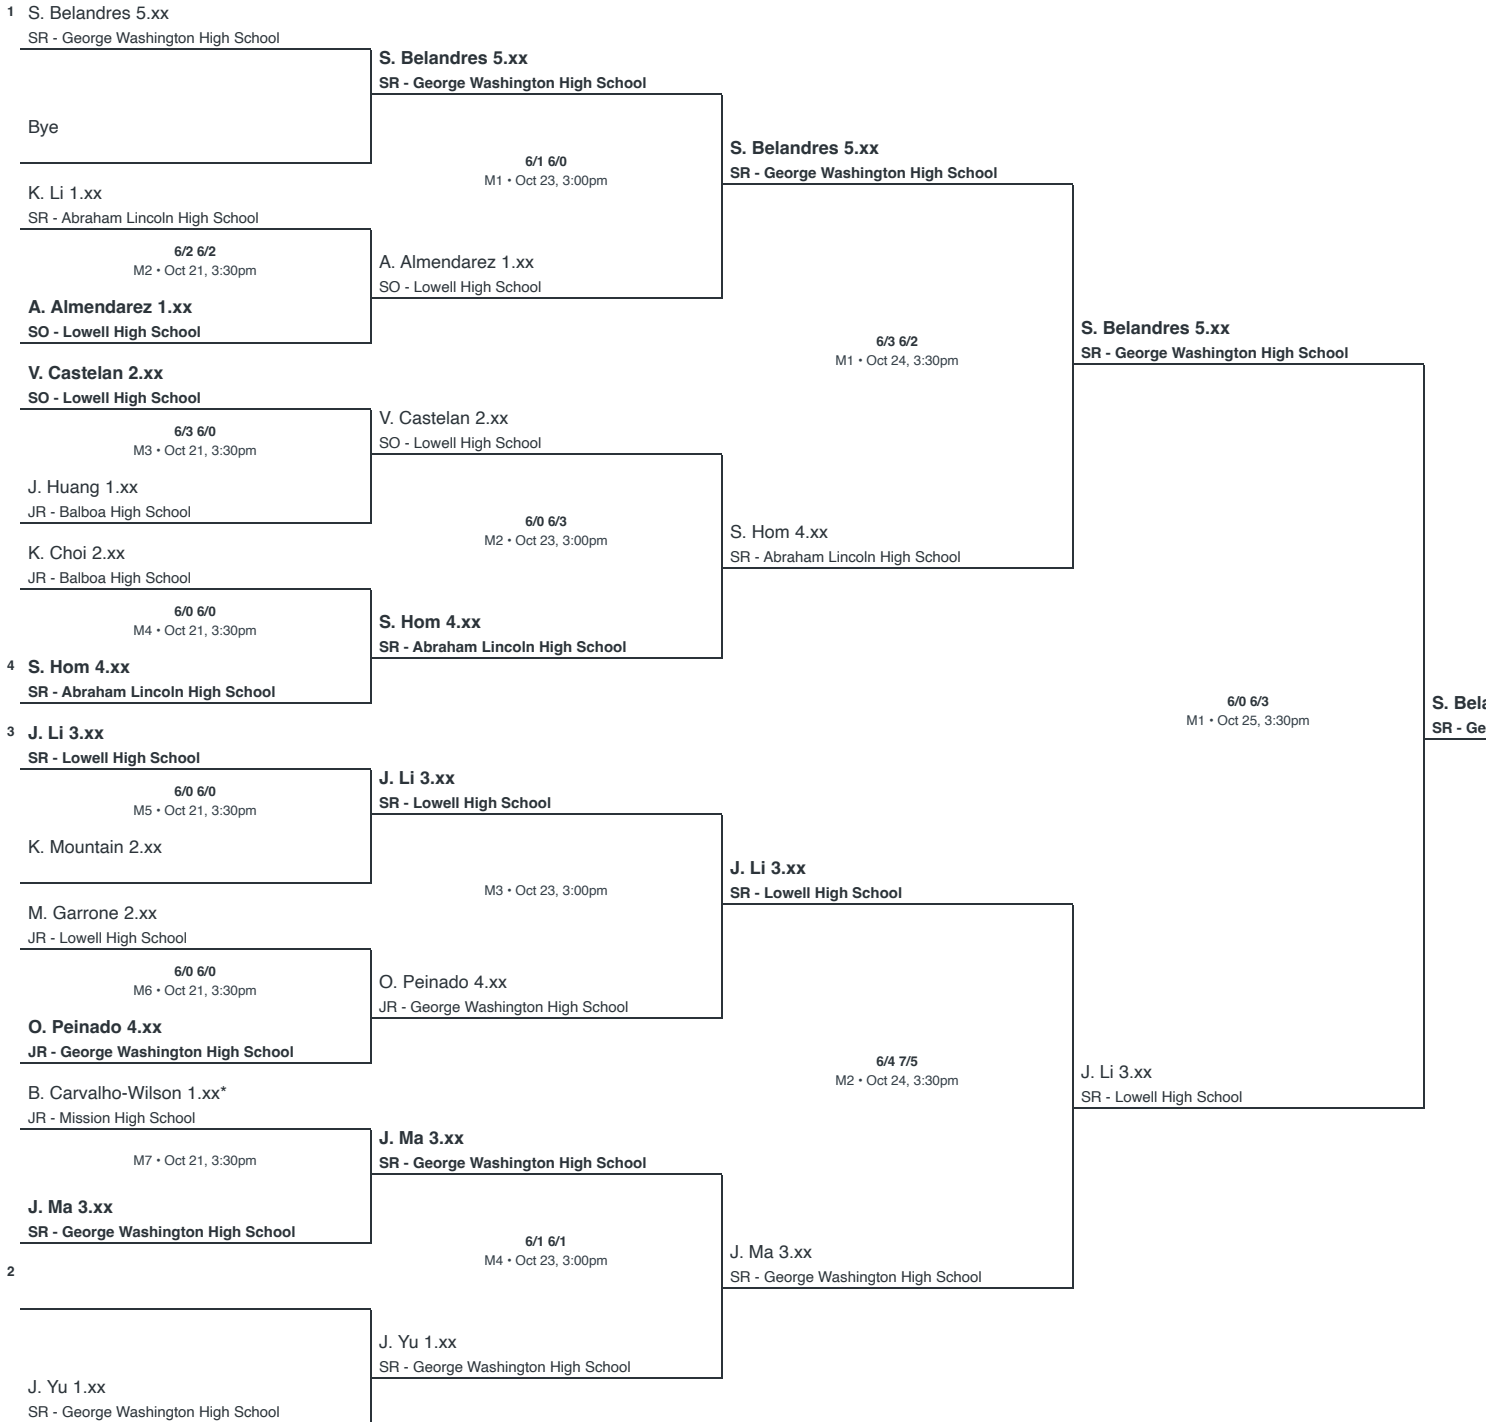 1 S. Belandres 5.xx
SR - George Washington High School
Bye
K. Li 1.xx
SR - Abraham Lincoln High School
6/2 6/2
M2 • Oct 21, 3:30pm
A. Almendarez 1.xx
SO - Lowell High School
V. Castelan 2.xx
SO - Lowell High School
6/3 6/0
M3 • Oct 21, 3:30pm
J. Huang 1.xx
JR - Balboa High School
K. Choi 2.xx
JR - Balboa High School
6/0 6/0
M4 • Oct 21, 3:30pm
4 S. Hom 4.xx
SR - Abraham Lincoln High School
3 J. Li 3.xx
SR - Lowell High School
6/0 6/0
M5 • Oct 21, 3:30pm
K. Mountain 2.xx
M. Garrone 2.xx
JR - Lowell High School
6/0 6/0
M6 • Oct 21, 3:30pm
O. Peinado 4.xx
JR - George Washington High School
B. Carvalho-Wilson 1.xx*
JR - Mission High School
M7 • Oct 21, 3:30pm
J. Ma 3.xx
SR - George Washington High School
2
J. Yu 1.xx
SR - George Washington High School
S. Belandres 5.xx
SR - George Washington High School
6/1 6/0
M1 • Oct 23, 3:00pm
A. Almendarez 1.xx
SO - Lowell High School
V. Castelan 2.xx
SO - Lowell High School
6/0 6/3
M2 • Oct 23, 3:00pm
S. Hom 4.xx
SR - Abraham Lincoln High School
J. Li 3.xx
SR - Lowell High School
M3 • Oct 23, 3:00pm
O. Peinado 4.xx
JR - George Washington High School
J. Ma 3.xx
SR - George Washington High School
6/1 6/1
M4 • Oct 23, 3:00pm
J. Yu 1.xx
SR - George Washington High School
S. Belandres 5.xx
SR - George Washington High School
6/3 6/2
M1 • Oct 24, 3:30pm
S. Hom 4.xx
SR - Abraham Lincoln High School
J. Li 3.xx
SR - Lowell High School
6/4 7/5
M2 • Oct 24, 3:30pm
J. Ma 3.xx
SR - George Washington High School
S. Belandres 5.xx
SR - George Washington High School
6/0 6/3
M1 • Oct 25, 3:30pm
J. Li 3.xx
SR - Lowell High School
S.
SR -